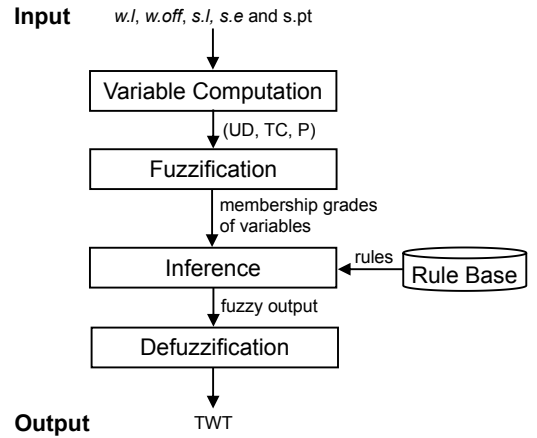 Input w.l, w.off, s.l, s.e and s.pt
Variable Computation
(UD, TC, P)
Fuzzification
membership grades
of variables
Inference
rules
Rule Base
fuzzy output
Defuzzification
Output TWT